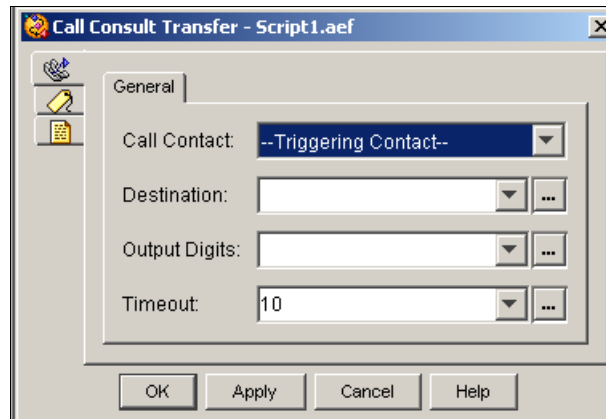 Call Consult Transfer - Script1.aef
General
Call Contact: --Triggering Contact--
Destination: ...
Output Digits: ...
Timeout: 10 ...
OK Apply Cancel Help